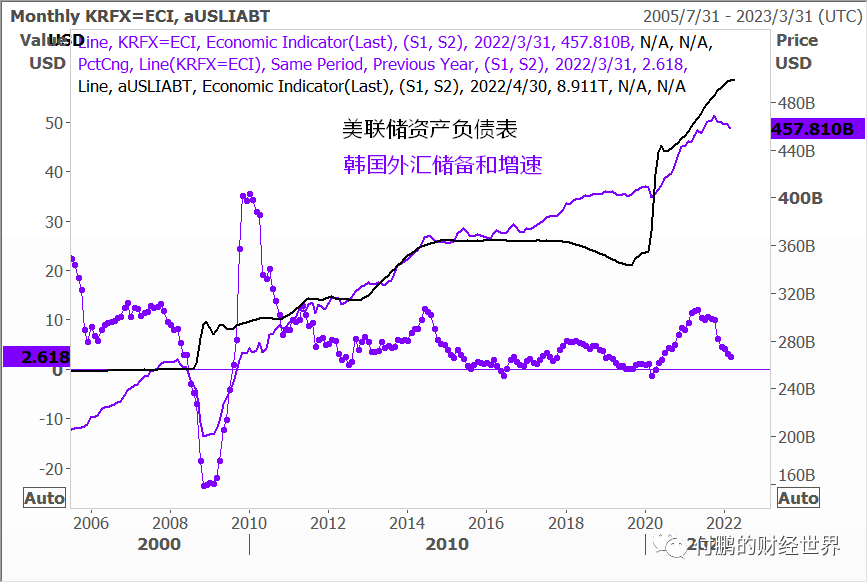 Monthly KRFX=ECI, aUSLIABT 2005/7/31 - 2023/3/31 (UTC)
Value USD Line, KRFX=ECI, Economic Indicator(Last), (S1, S2), 2022/3/31, 457.810B, N/A, N/A, Price
USD PctCng, Line(KRFX=ECI), Same Period, Previous Year, (S1, S2), 2022/3/31, 2.618, USD
Line, aUSLIABT, Economic Indicator(Last), (S1, S2), 2022/4/30, 8.911T, N/A, N/A
480B
50 美联储资产负债表 457.810B
440B
40 韩国外汇储备和增速
400B
30
360B
20
320B
10
280B
2.618
0
240B
-10
200B
-20
160B
Auto Auto
2006 2008 2010 2012 2014 2016 2018 2020 2022
2000 2010 202
付鹏的财经世界